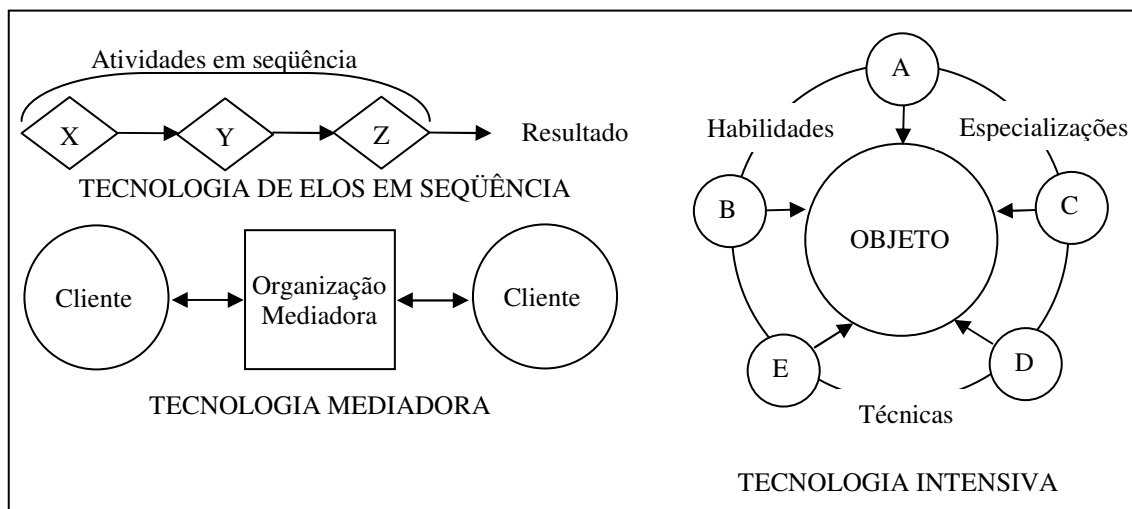 Atividades em seqüência
X
Y
Z
Resultado
TECNOLOGIA DE ELOS EM SEQÜÊNCIA
Cliente
Organização
Mediadora
Cliente
TECNOLOGIA MEDIADORA
A
Habilidades
Especializações
B
C
OBJETO
E
D
Técnicas
TECNOLOGIA INTENSIVA